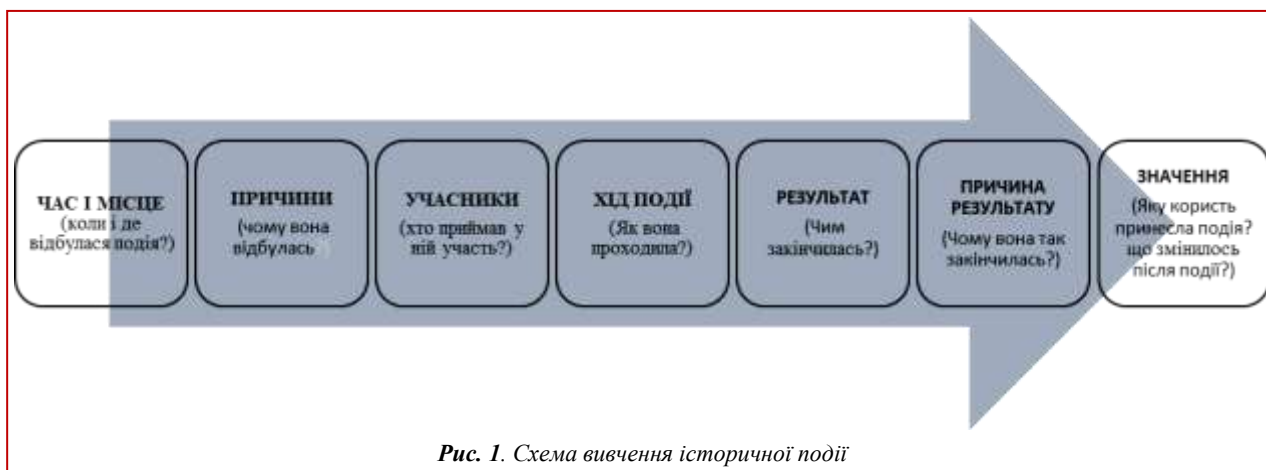 ЧАС І МІСЦЕ
(коли і де
відбулася подія?)
ПРИЧИНИ
(чому вона
відбулась
УЧАСНИКИ
(хто приймав у
ній участь?)
ХІД ПОДІЇ
(Як вона
проходила?)
РЕЗУЛЬТАТ
(Чим
закінчилась?)
ПРИЧИНА
РЕЗУЛЬТАТУ
(Чому вона так
закінчилась?)
ЗНАЧЕННЯ
(Яку користь
принесла подія?
що змінилось
після події?)
Рис. 1. Схема вивчення історичної події